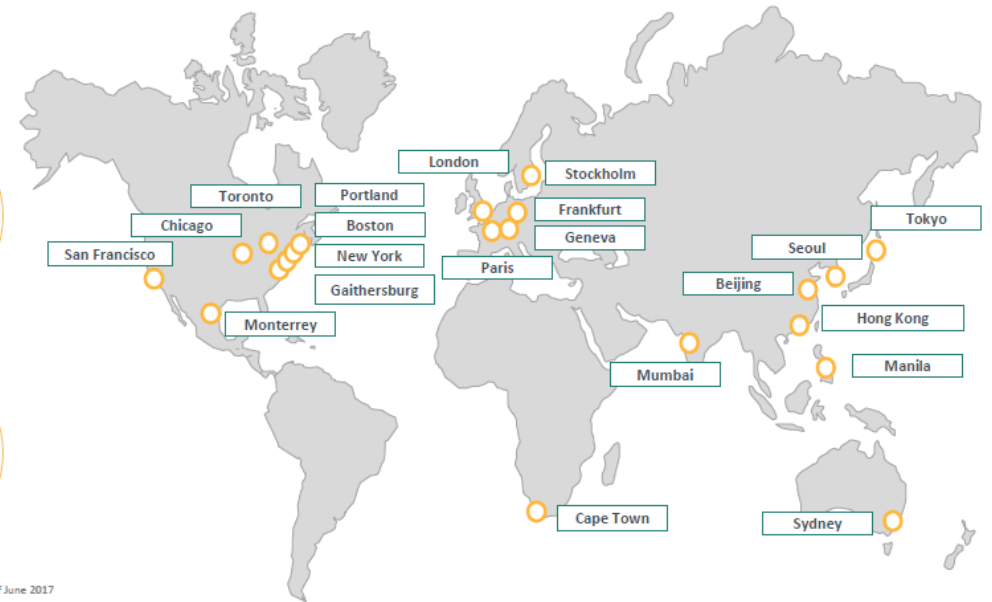 London
Stockholm
Toronto
Portland
Frankfurt
Chicago
Boston
Tokyo
San Francisco
New York
Geneva
Seoul
Paris
Beijing
Gaithersburg
Monterrey
Hong Kong
Mumbai
Manila
Cape Town
Sydney
June 2017